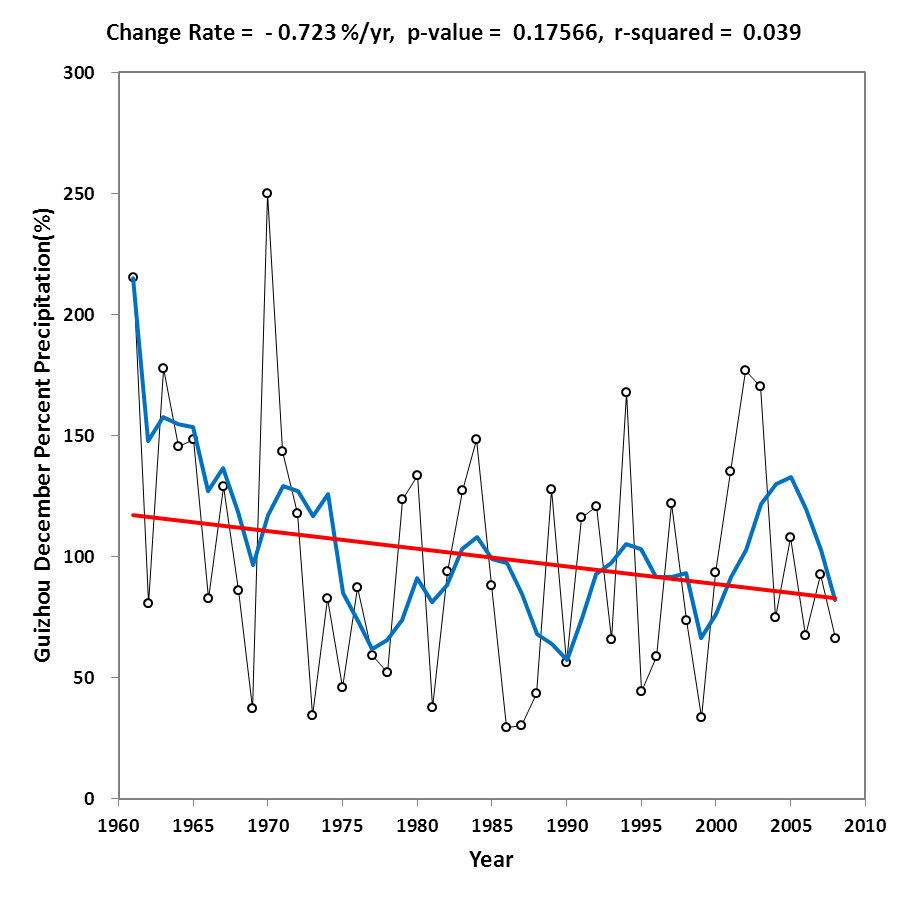 Change Rate = - 0.723 %/yr, p-value = 0.17566, r-squared = 0.039
300
250
200
150
100
50
0
Guizhou December Percent Precipitation(%)
1960 1965 1970 1975 1980 1985 1990 1995 2000 2005 2010
Year